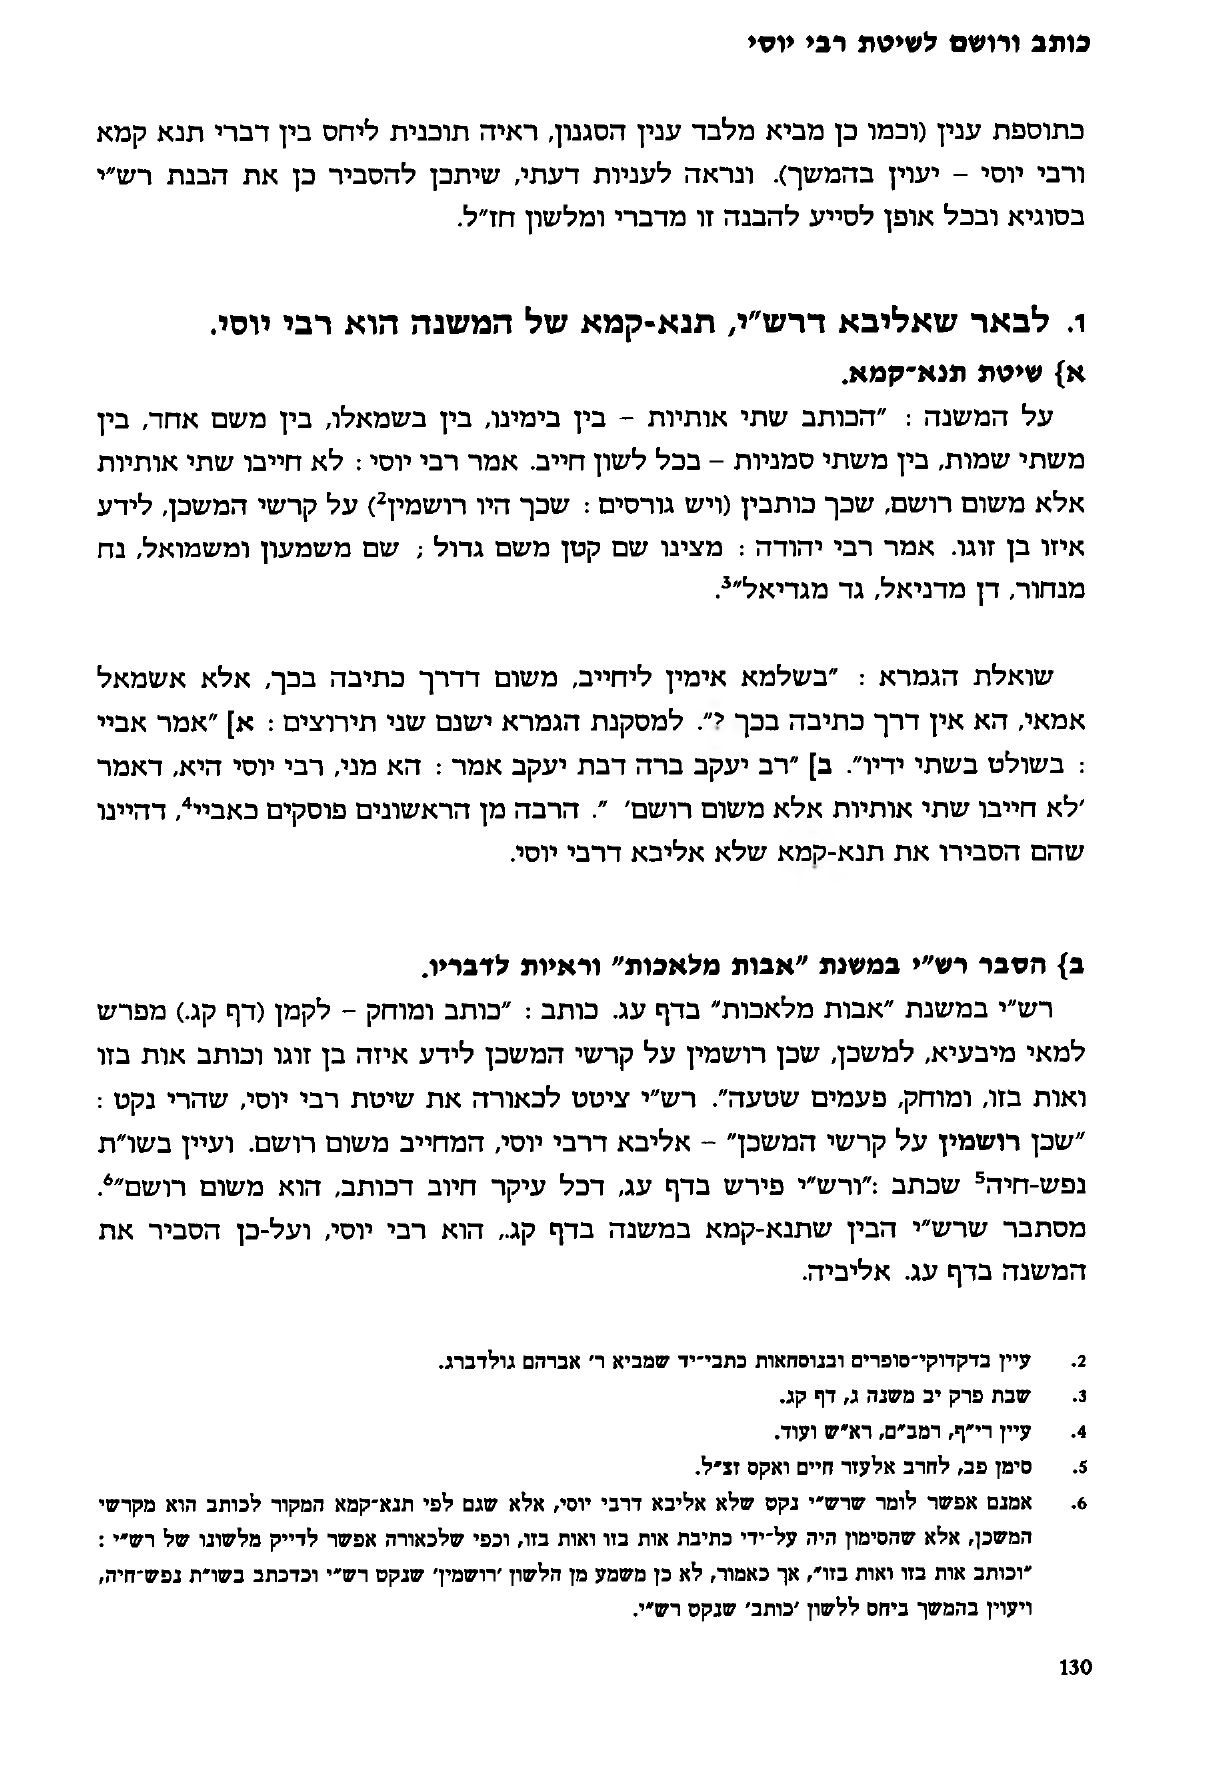 כותב ורושם לשיטת רבי יוסי
כתוספת ענין (וכמו כן מביא מלבד ענין הסגנון, ראיה תוכנית ליחס בין דברי תנא קמא
ורבי יוסי – יעוין בהמשך). ונראה לעניות דעתי, שיתכן להסביר כן את הבנת רש"י
בסוגיא ובכל אופן לסייע להבנה זו מדברי ומלשון חז"ל.
ו. לבאר שאליבא דרש"י, תנא-קמא של המשנה הוא רבי יוסי.
א} שיטת תנא-קמא.
על המשנה : "הכותב שתי אותיות – בין בימינו, בין בשמאלו, בין משם אחד, בין
משתי שמות, בין משתי סמניות – בכל לשון חייב. אמר רבי יוסי : לא חייבו שתי אותיות
אלא משום רושם, שכך כותבין (ויש גורסים : שכך היו רושמין²) על קרשי המשכן, לידע
איזו בן זוגו. אמר רבי יהודה : מצינו שם קטן משם גדול ; שם משמעון ומשמואל, נח
מנחור, דן מדניאל, גד מגדיאל"³.
שואלת הגמרא : "בשלמא אימין ליחייב, משום דדרך כתיבה בכך, אלא אשמאל
אמאי, הא אין דרך כתיבה בכך ?". למסקנת הגמרא ישנם שני תירוצים : א] "אמר אביי
: בשולט בשתי ידיו". ב] "רב יעקב ברה דבת יעקב אמר : הא מני, רבי יוסי היא, דאמר
'לא חייבו שתי אותיות אלא משום רושם' ". הרבה מן הראשונים פוסקים כאביי⁴, דהיינו
שהם הסבירו את תנא-קמא שלא אליבא דרבי יוסי.
ב} הסבר רש"י במשנת "אבות מלאכות" וראיות לדבריו.
רש"י במשנת "אבות מלאכות" בדף עג. כותב : "כותב ומוחק – לקמן (דף קג.) מפרש
למאי מיבעיא, למשכן, שכן רושמין על קרשי המשכן לידע איזה בן זוגו וכותב אות בזו
ואות בזו, ומוחק, פעמים שטעה". רש"י ציטט לכאורה את שיטת רבי יוסי, שהרי נקט :
"שכן רושמין על קרשי המשכן" – אליבא דרבי יוסי, המחייב משום רושם. ועיין בשו"ת
נפש-חיה⁵ שכתב :"ורש"י פירש בדף עג, דכל עיקר חיוב דכותב, הוא משום רושם"⁶.
מסתבר שרש"י הבין שתנא-קמא במשנה בדף קג., הוא רבי יוסי, ועל-כן הסביר את
המשנה בדף עג. אליביה.
2. עיין בדקדוקי-סופרים ובנוסחאות כתבי-יד שמביא ר' אברהם גולדברג.
3. שבת פרק יב משנה ג, דף קג.
4. עיין רי"ף, רמב"ם, רא"ש ועוד.
5. סימן פב, לחרב אלעזר חיים ואקס זצ"ל.
6. אמנם אפשר לומר שרש"י נקט שלא אליבא דרבי יוסי, אלא שגם לפי תנא-קמא המקור לכותב הוא מקרשי
המשכן, אלא שהסימון היה על-ידי כתיבת אות בזו ואות בזו, וכפי שלכאורה אפשר לדייק מלשונו של רש"י :
"וכותב אות בזו ואות בזו", אך כאמור, לא כן משמע מן הלשון 'רושמין' שנקט רש"י וכדכתב בשו"ת נפש-חיה,
ויעוין בהמשך ביחס ללשון 'כותב' שנקט רש"י.
130